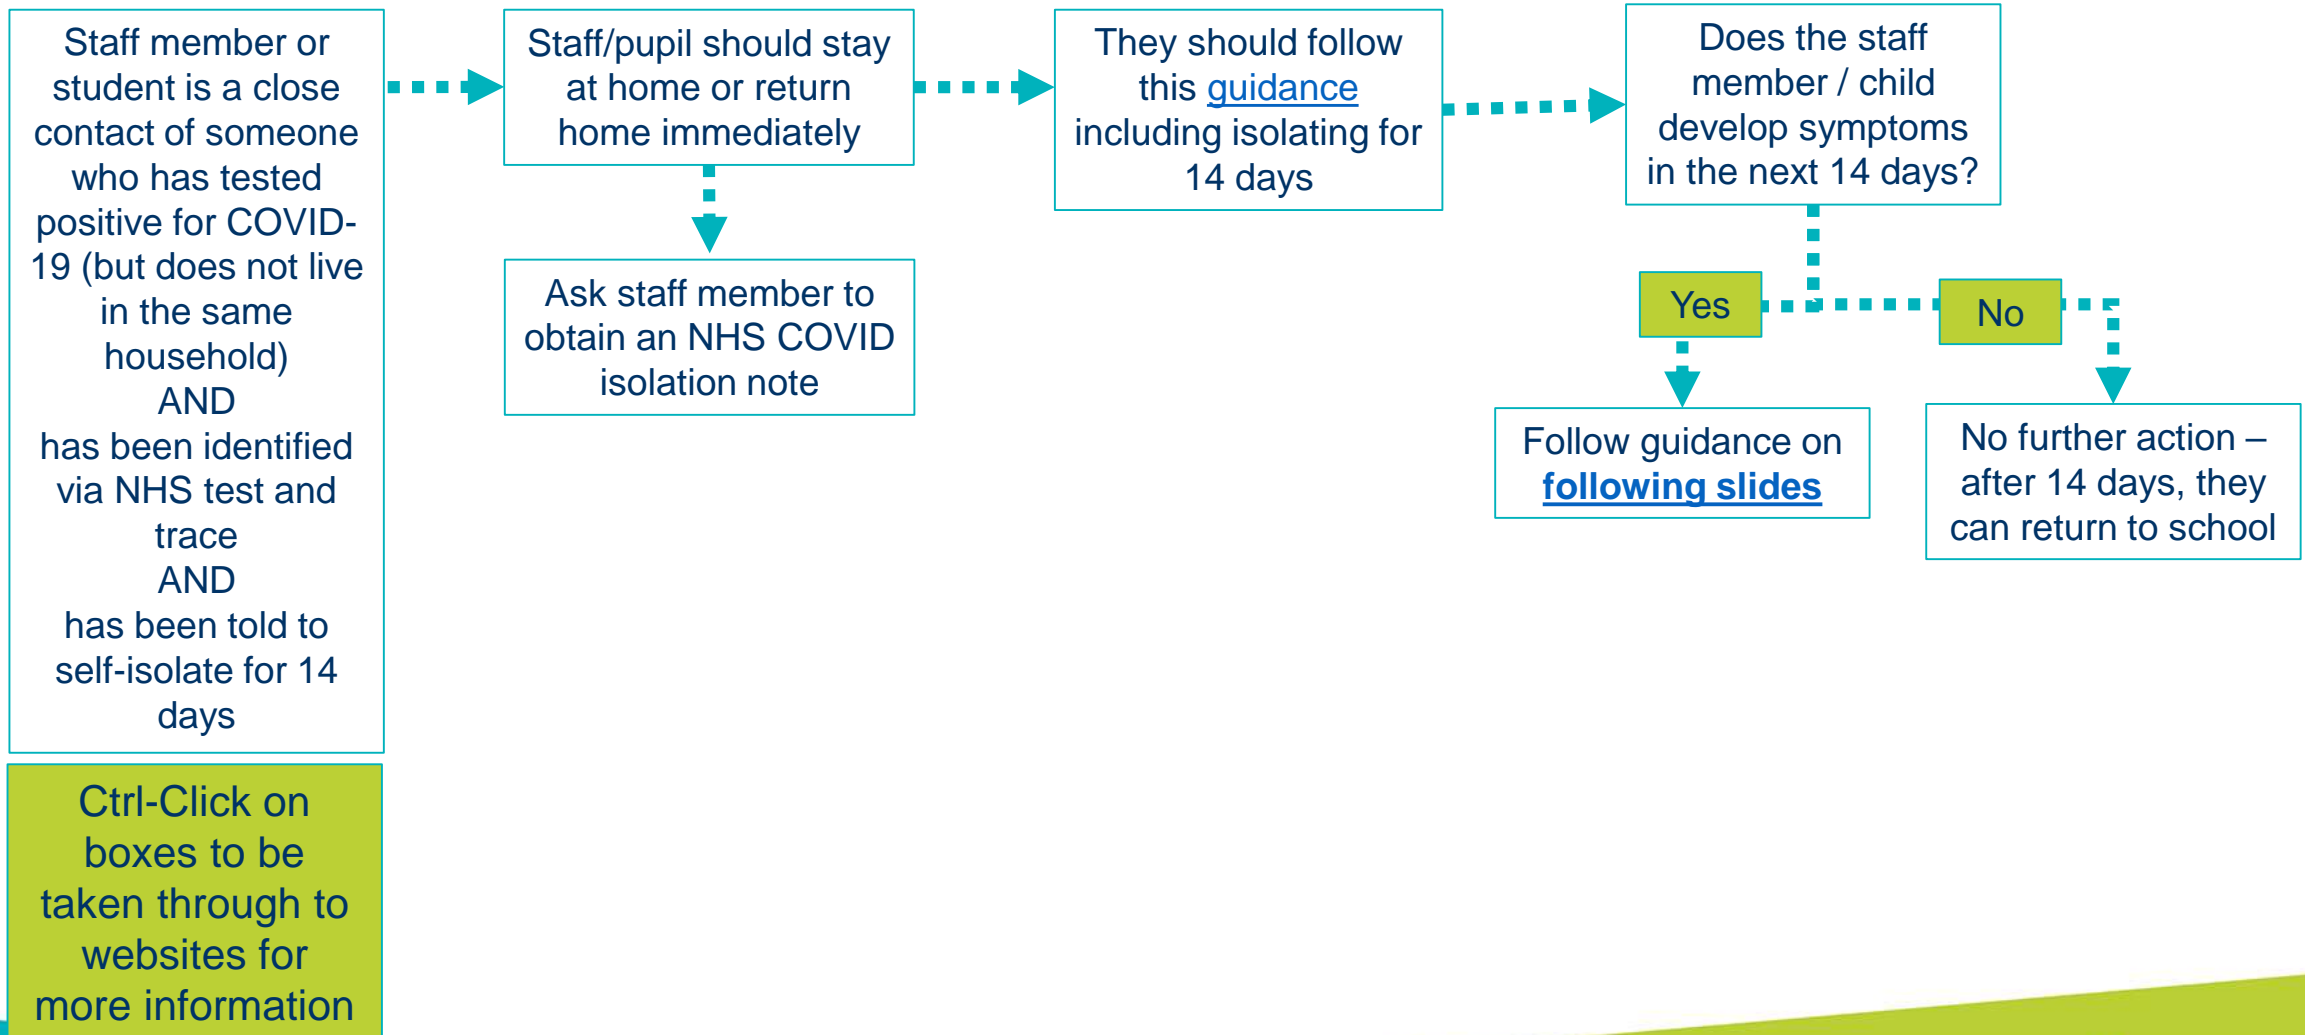 Staff member or
student is a close
contact of someone
who has tested
positive for COVID-
19 (but does not live
in the same
household)
AND
has been identified
via NHS test and
trace
AND
has been told to
self-isolate for 14
days
Staff/pupil should stay
at home or return
home immediately
Ask staff member to
obtain an NHS COVID
isolation note
They should follow
this guidance
including isolating for
14 days
Does the staff
member / child
develop symptoms
in the next 14 days?
Yes
No
Follow guidance on
following slides
No further action –
after 14 days, they
can return to school
Ctrl-Click on
boxes to be
taken through to
websites for
more information